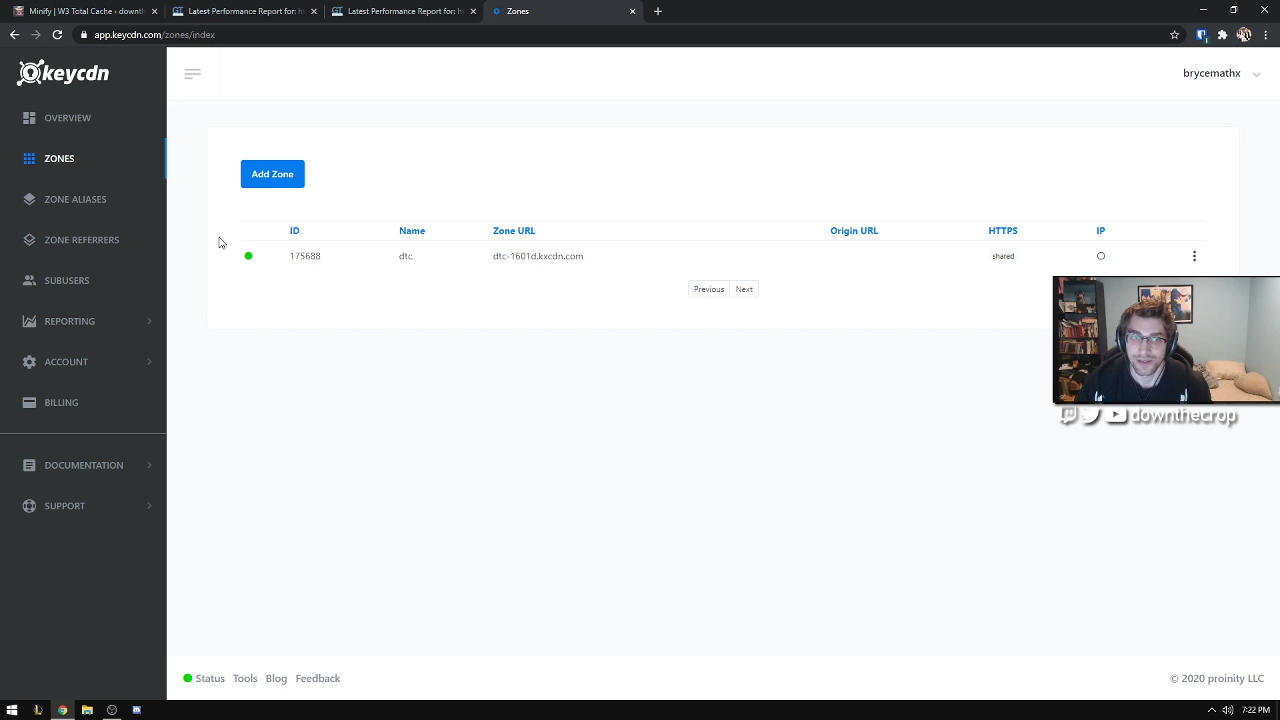 Minify | W3 Total Cache ‹ downt
Latest Performance Report for: ht
Latest Performance Report for: ht
Zones
app.keycdn.com/zones/index
keycdn
brycemathx
OVERVIEW
ZONES
ZONE ALIASES
ZONE REFERRERS
SUBUSERS
REPORTING
ACCOUNT
BILLING
DOCUMENTATION
SUPPORT
Add Zone
ID Name Zone URL Origin URL HTTPS IP
175688 dtc dtc-1601d.kxcdn.com shared
Previous Next
downthecrop
Status Tools Blog Feedback
© 2020 proinity LLC
7:22 PM